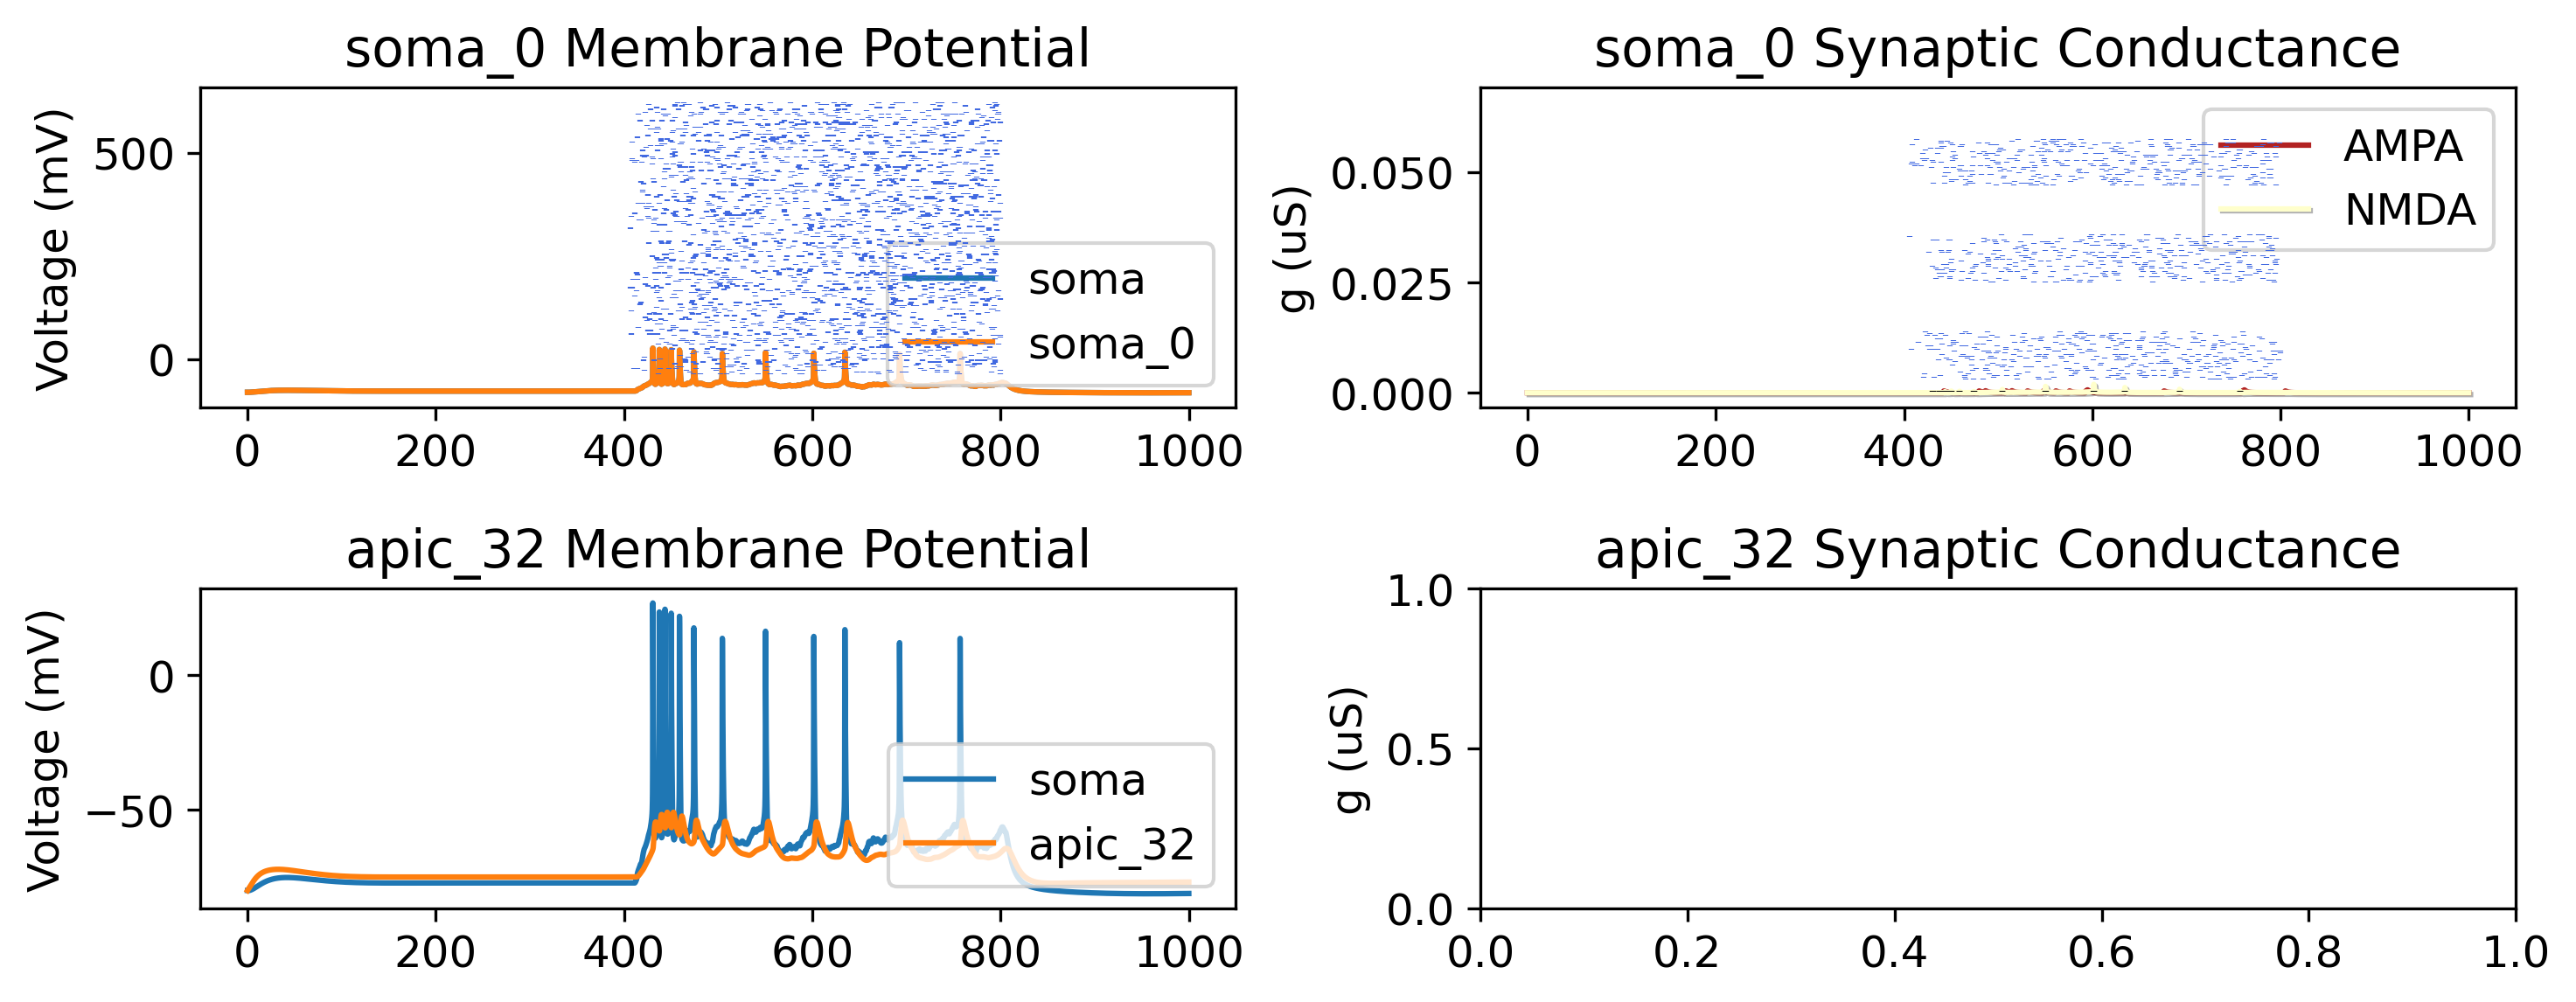 soma_0 Membrane Potential
Voltage (mV)
500
0
soma
soma_0
0 200 400 600 800 1000
soma_0 Synaptic Conductance
g (uS)
0.050
0.025
0.000
AMPA
NMDA
0 200 400 600 800 1000
apic_32 Membrane Potential
Voltage (mV)
0
−50
soma
apic_32
0 200 400 600 800 1000
apic_32 Synaptic Conductance
g (uS)
1.0
0.5
0.0
0.0 0.2 0.4 0.6 0.8 1.0